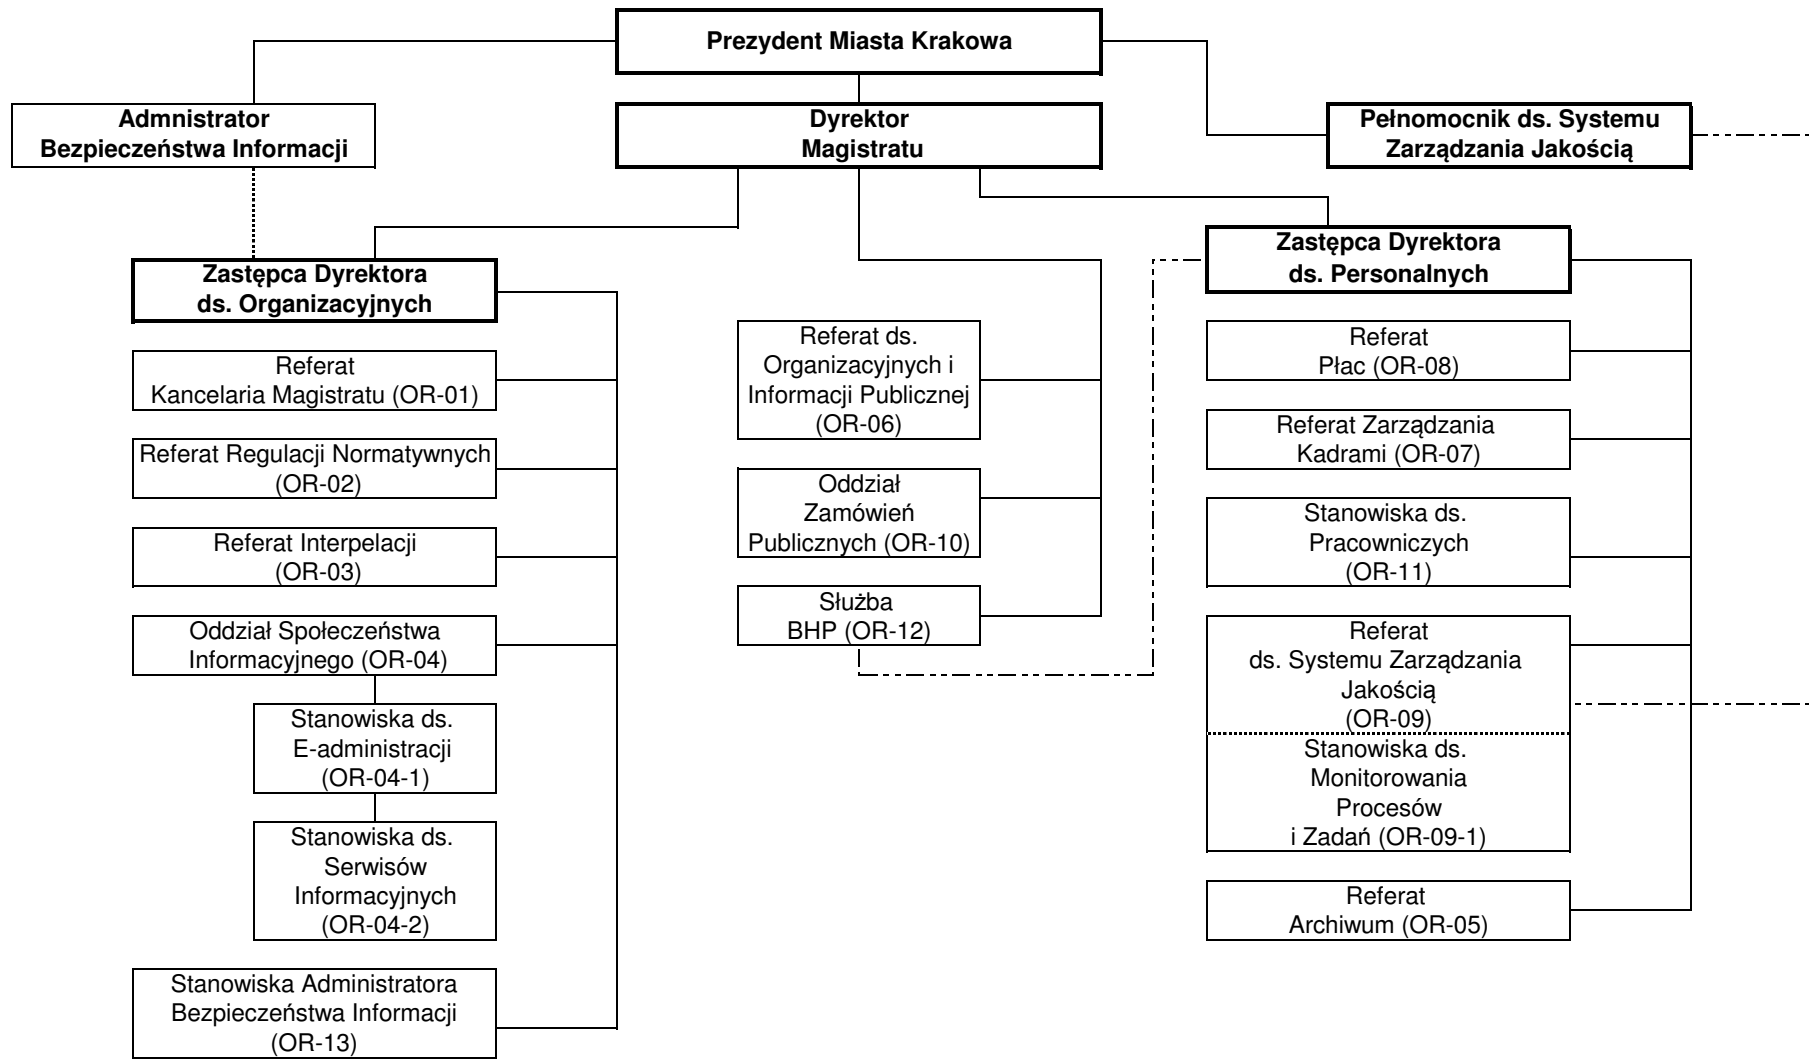 Prezydent Miasta Krakowa
Admnistrator
Bezpieczeństwa Informacji
Dyrektor
Magistratu
Pełnomocnik ds. Systemu
Zarządzania Jakością
Zastępca Dyrektora
ds. Organizacyjnych
Referat
Kancelaria Magistratu (OR-01)
Referat Regulacji Normatywnych
(OR-02)
Referat Interpelacji
(OR-03)
Oddział Społeczeństwa
Informacyjnego (OR-04)
Stanowiska ds.
E-administracji
(OR-04-1)
Stanowiska ds.
Serwisów
Informacyjnych
(OR-04-2)
Stanowiska Administratora
Bezpieczeństwa Informacji
(OR-13)
Referat ds.
Organizacyjnych i
Informacji Publicznej
(OR-06)
Oddział
Zamówień
Publicznych (OR-10)
Służba
BHP (OR-12)
Zastępca Dyrektora
ds. Personalnych
Referat
Płac (OR-08)
Referat Zarządzania
Kadrami (OR-07)
Stanowiska ds.
Pracowniczych
(OR-11)
Referat
ds. Systemu Zarządzania
Jakością
(OR-09)
Stanowiska ds.
Monitorowania
Procesów
i Zadań (OR-09-1)
Referat
Archiwum (OR-05)